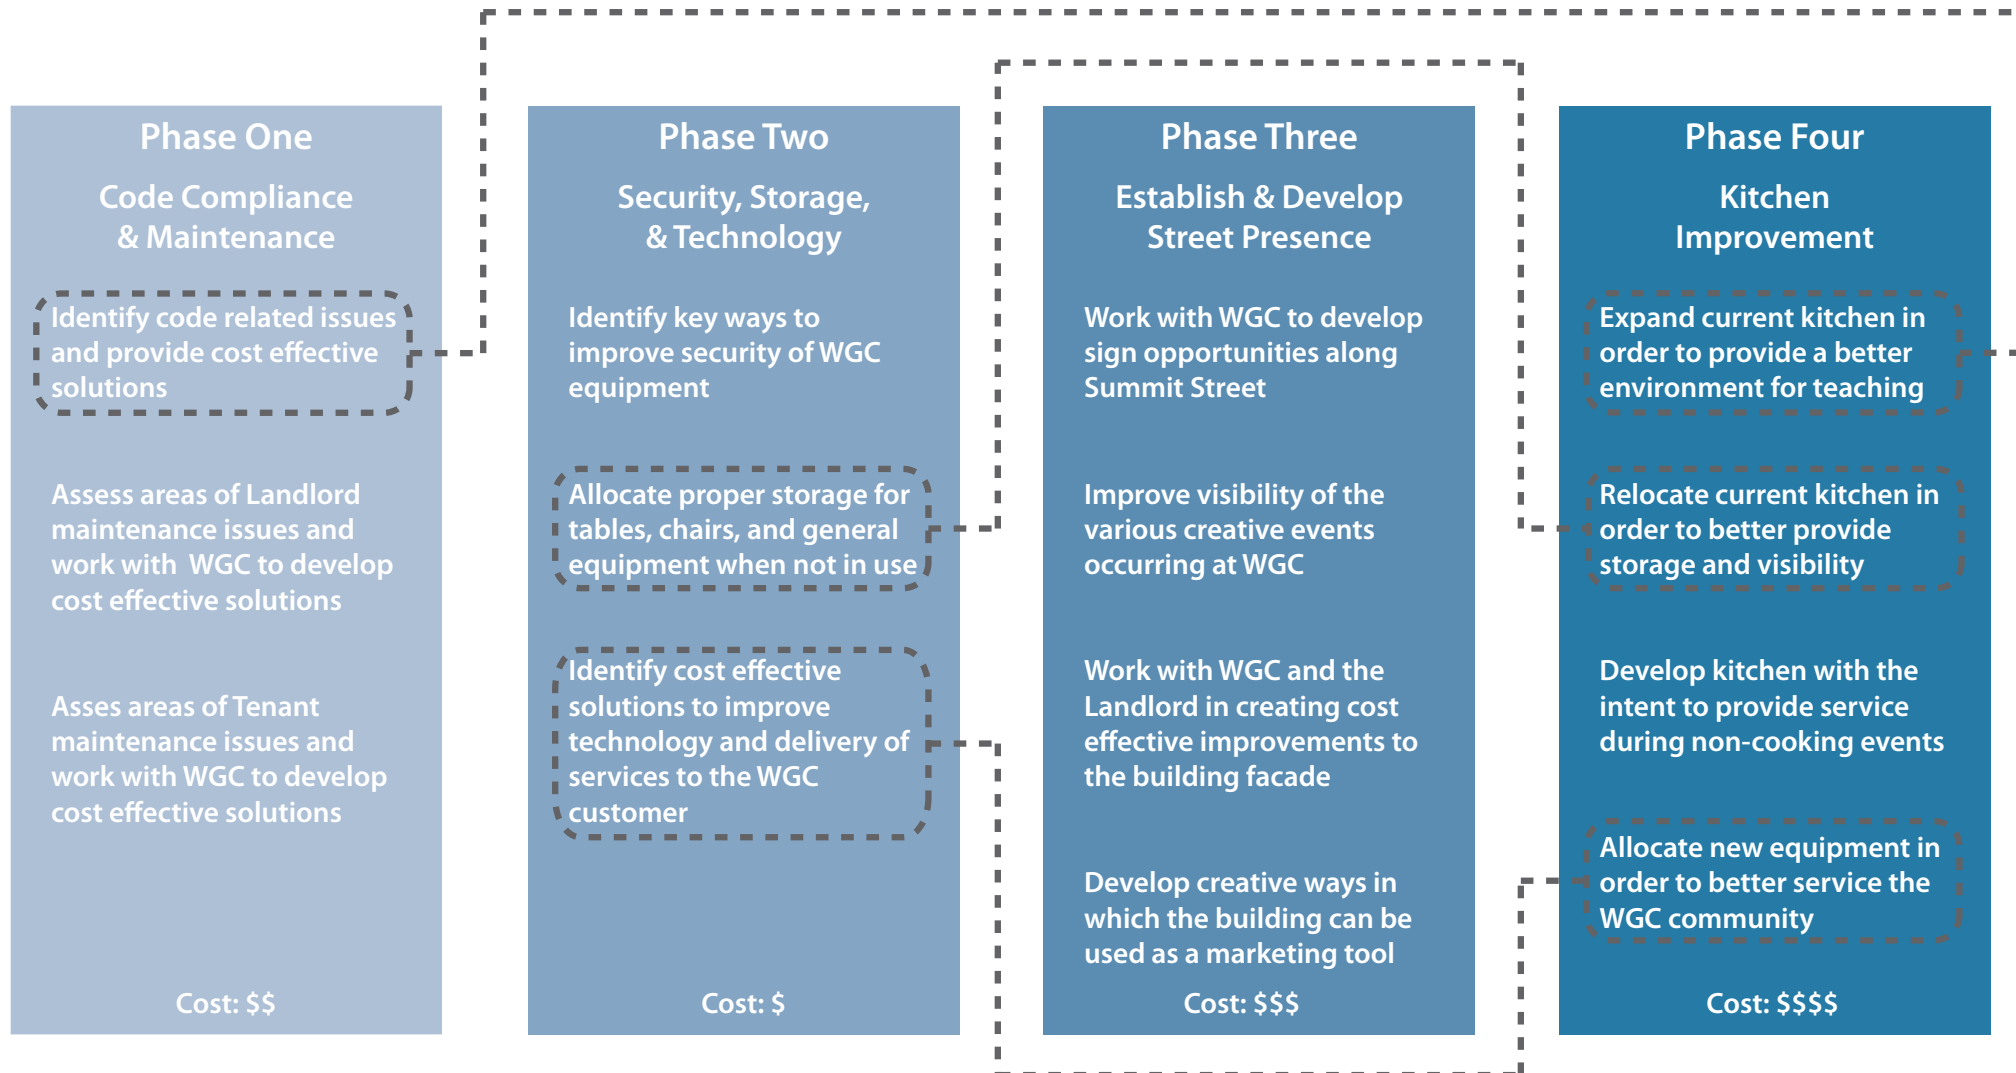 Phase One
Code Compliance
& Maintenance
Identify code related issues
and provide cost effective
solutions
Assess areas of Landlord
maintenance issues and
work with  WGC to develop
cost effective solutions
Asses areas of Tenant
maintenance issues and
work with WGC to develop
cost effective solutions
Cost: $$
Phase Two
Security, Storage,
& Technology
Identify key ways to
improve security of WGC
equipment
Allocate proper storage for
tables, chairs, and general
equipment when not in use
Identify cost effective
solutions to improve
technology and delivery of
services to the WGC
customer
Cost: $
Phase Three
Establish & Develop
Street Presence
Work with WGC to develop
sign opportunities along
Summit Street
Improve visibility of the
various creative events
occurring at WGC
Work with WGC and the
Landlord in creating cost
effective improvements to
the building facade
Develop creative ways in
which the building can be
used as a marketing tool
Cost: $$$
Phase Four
Kitchen
Improvement
Expand current kitchen in
order to provide a better
environment for teaching
Relocate current kitchen in
order to better provide
storage and visibility
Develop kitchen with the
intent to provide service
during non-cooking events
Allocate new equipment in
order to better service the
WGC community
Cost: $$$$